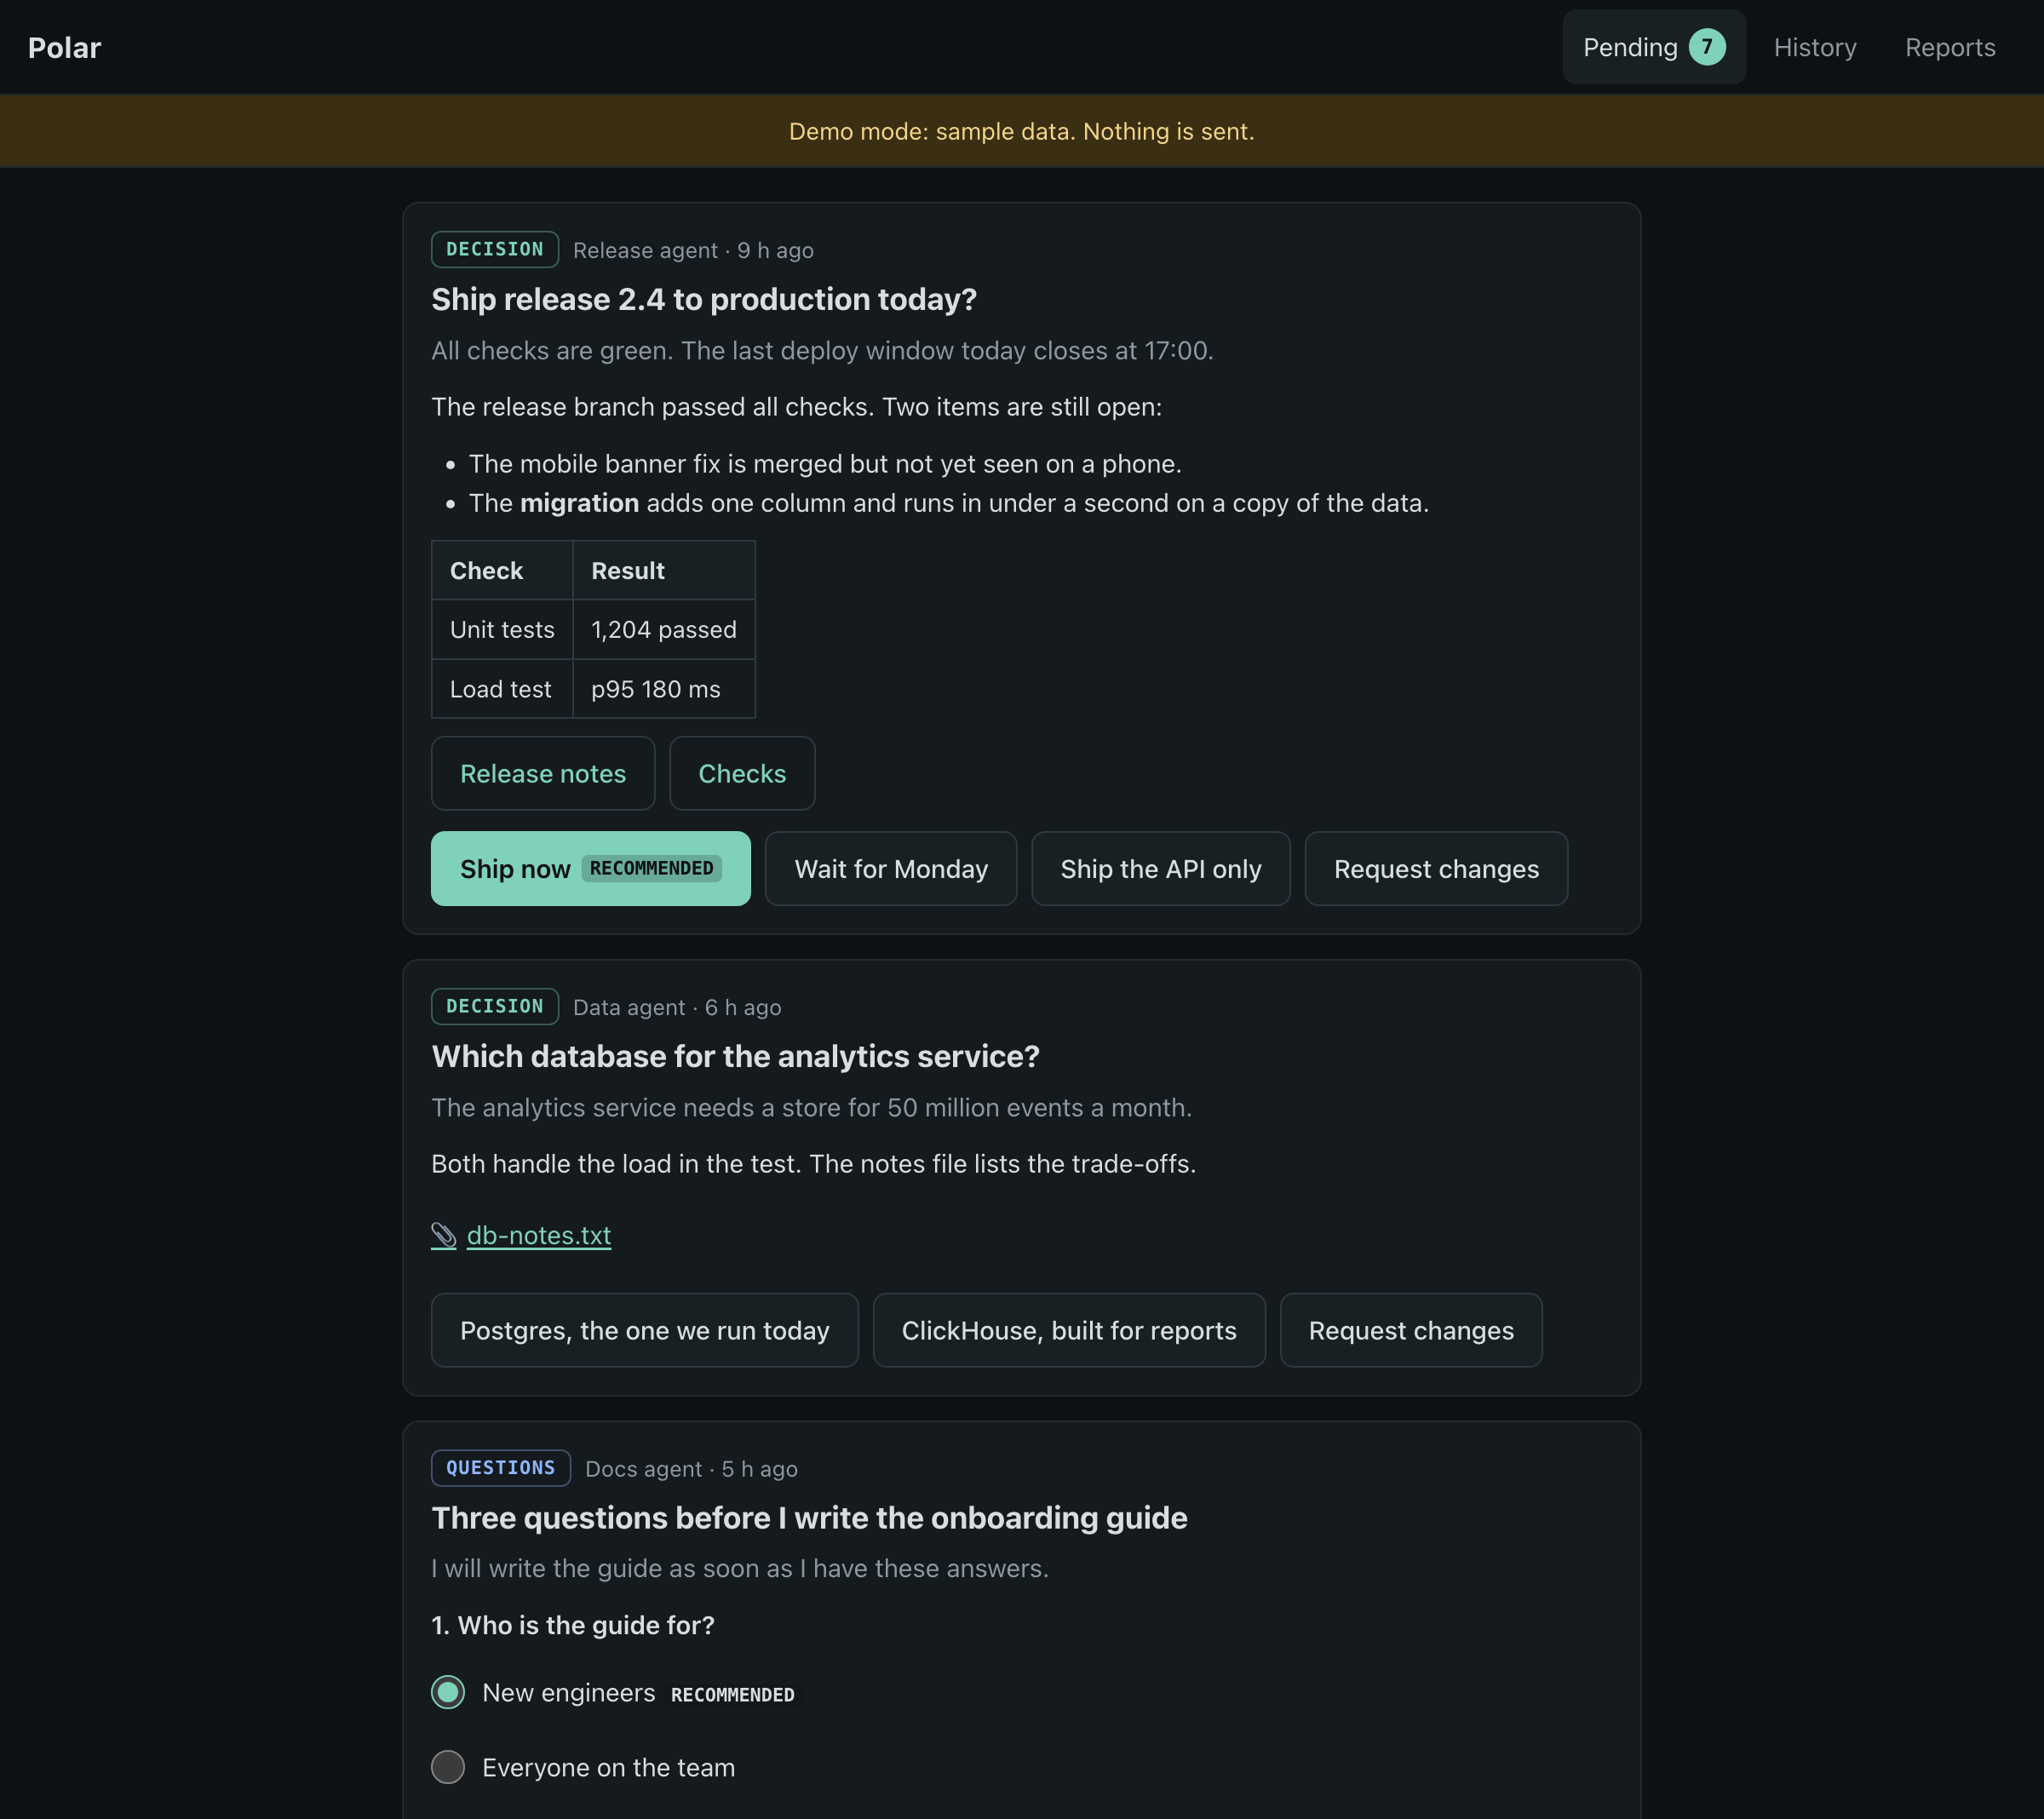 Polar
Pending 7 History Reports
Demo mode: sample data. Nothing is sent.
DECISION Release agent · 9 h ago
Ship release 2.4 to production today?
All checks are green. The last deploy window today closes at 17:00.
The release branch passed all checks. Two items are still open:
• The mobile banner fix is merged but not yet seen on a phone.
• The migration adds one column and runs in under a second on a copy of the data.
Check Result
Unit tests 1,204 passed
Load test p95 180 ms
Release notes Checks
Ship now RECOMMENDED Wait for Monday Ship the API only Request changes
DECISION Data agent · 6 h ago
Which database for the analytics service?
The analytics service needs a store for 50 million events a month.
Both handle the load in the test. The notes file lists the trade-offs.
db-notes.txt
Postgres, the one we run today ClickHouse, built for reports Request changes
QUESTIONS Docs agent · 5 h ago
Three questions before I write the onboarding guide
I will write the guide as soon as I have these answers.
1. Who is the guide for?
New engineers RECOMMENDED
Everyone on the team